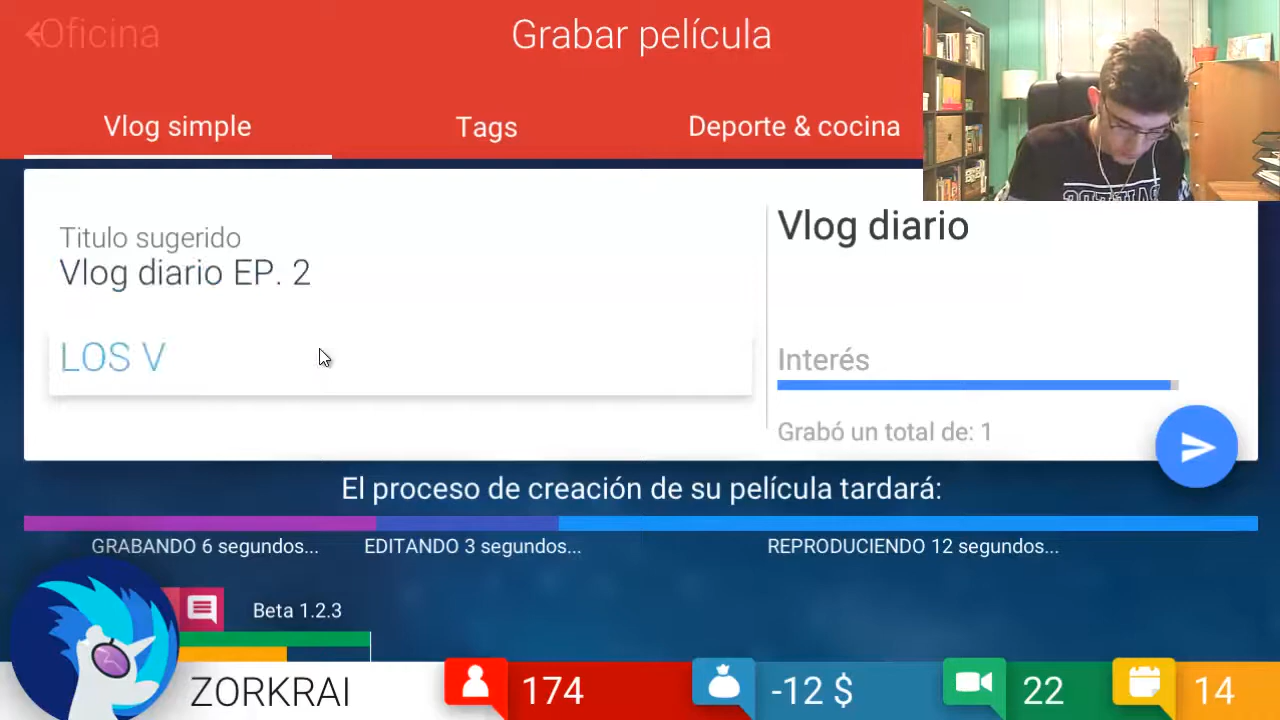 Oficina
Grabar película
Vlog simple
Tags
Deporte & cocina
Titulo sugerido
Vlog diario EP. 2
LOS V
Vlog diario
Interés
Grabó un total de: 1
El proceso de creación de su película tardará:
GRABANDO 6 segundos...
EDITANDO 3 segundos...
REPRODUCIENDO 12 segundos...
Beta 1.2.3
ZORKRAI
174
-12 $
22
14